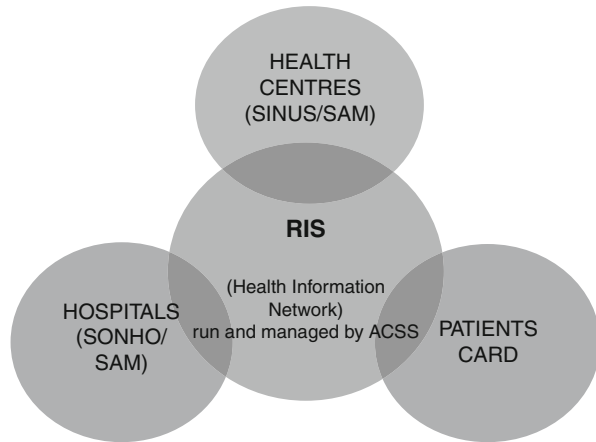 HEALTH
CENTRES
(SINUS/SAM)
RIS
(Health Information
Network)
run and managed by ACSS
HOSPITALS
(SONHO/
SAM)
PATIENTS
CARD